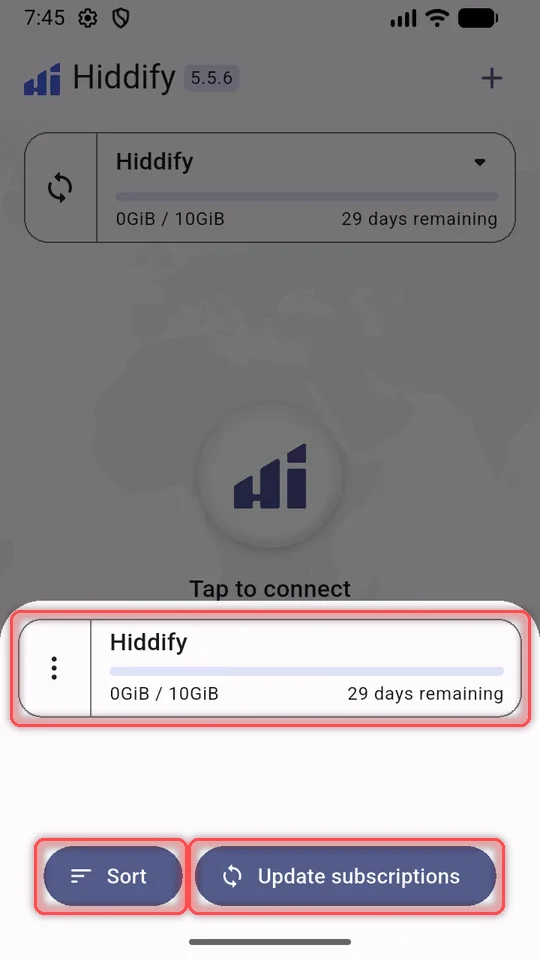 7:45
Hiddify 5.5.6
Hiddify
0GiB / 10GiB 29 days remaining
Tap to connect
Hiddify
0GiB / 10GiB 29 days remaining
Sort Update subscriptions